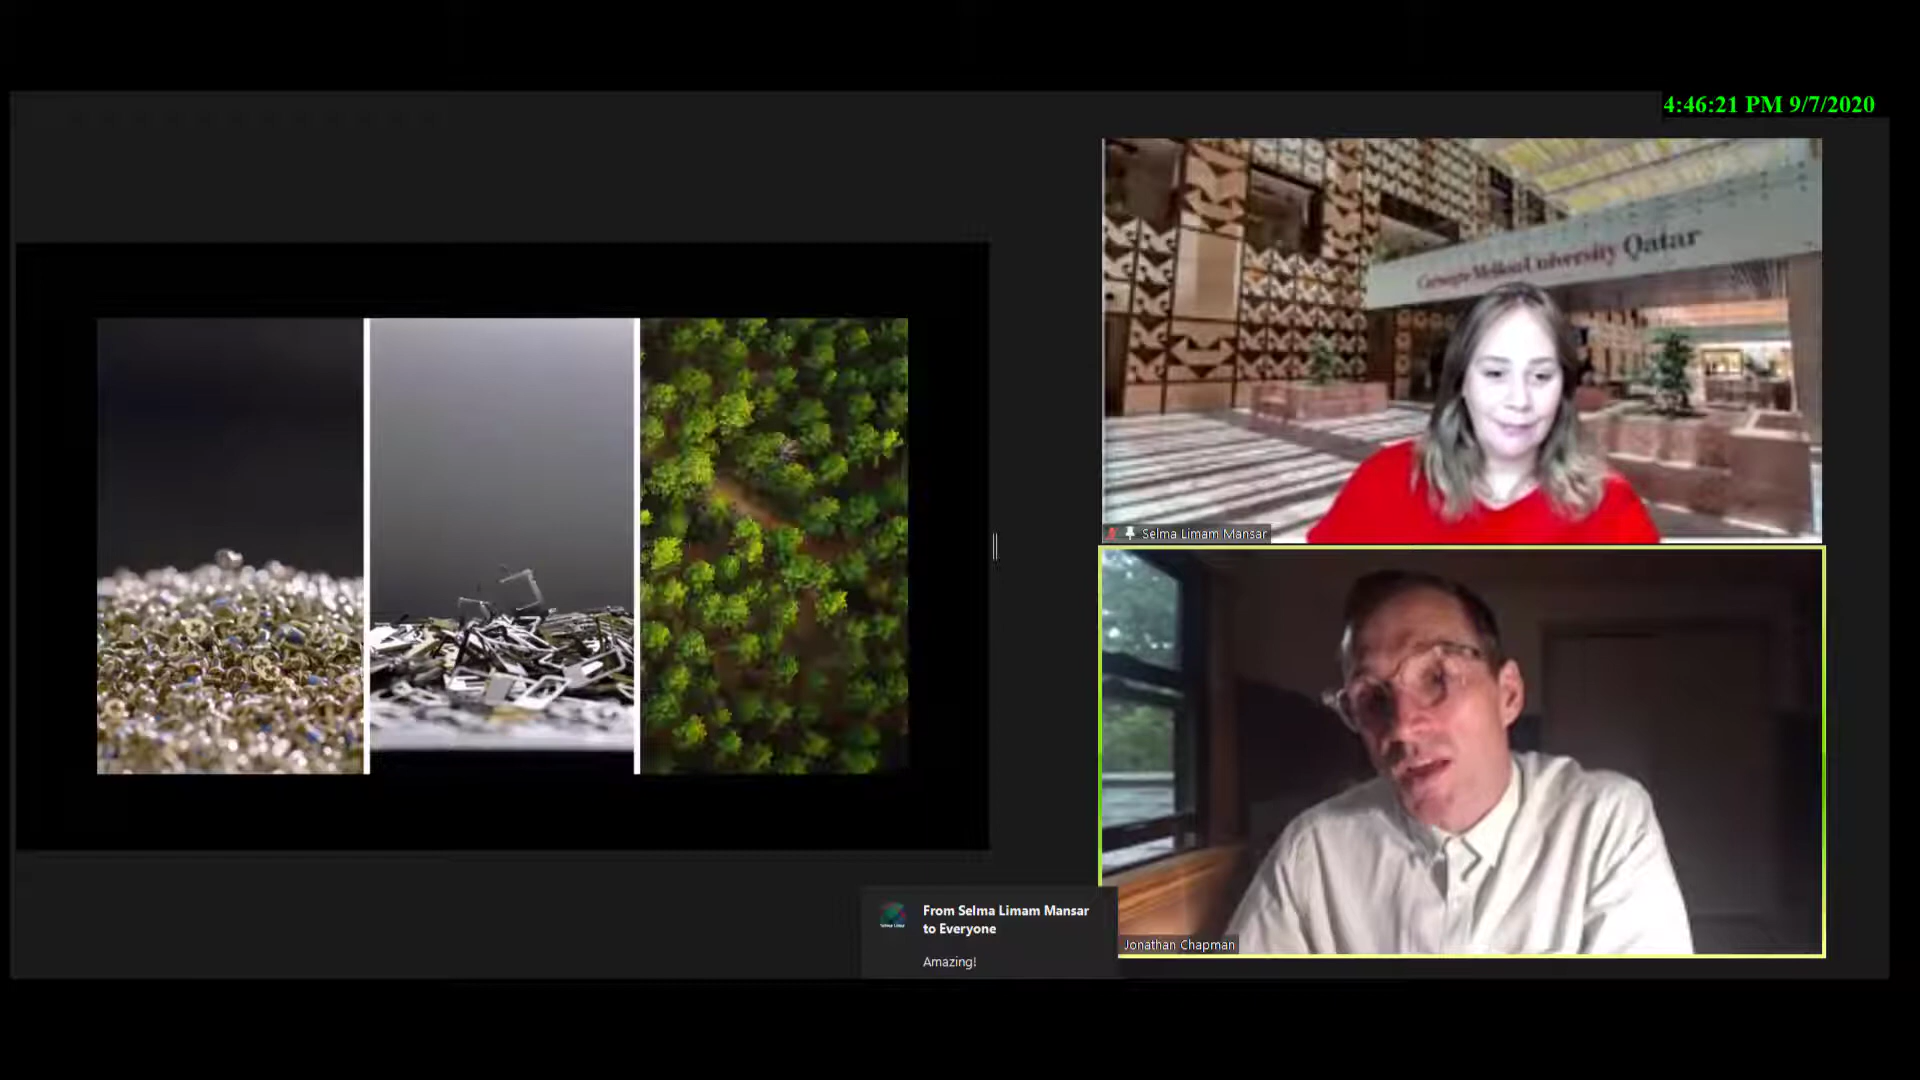 4:46:21 PM 9/7/2020
Carnegie Mellon University Qatar
Selma Limam Mansar
From Selma Limam Mansar
to Everyone
Amazing!
Jonathan Chapman